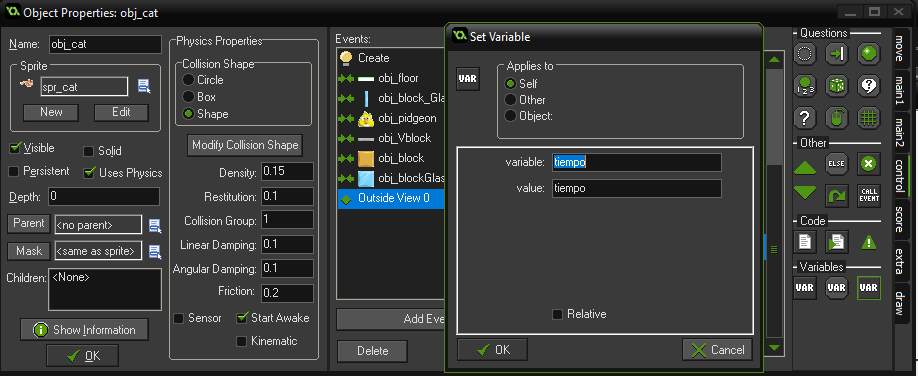 Object Properties: obj_cat
Name: obj_cat
Sprite
spr_cat
New Edit
Visible Solid
Persistent Uses Physics
Depth: 0
Parent <no parent>
Mask <same as sprite>
Children: <None>
Show Information
OK
Physics Properties
Collision Shape
Circle
Box
Shape
Modify Collision Shape
Density: 0.15
Restitution: 0.1
Collision Group: 1
Linear Damping: 0.1
Angular Damping: 0.1
Friction: 0.2
Sensor Start Awake
Kinematic
Events:
Create
obj_floor
obj_block_Gla
obj_pidgeon
obj_Vblock
obj_block
obj_blockGlas
Outside View 0
Add Eve
Delete
Set Variable
VAR
Applies to
Self
Other
Object:
variable: tiempo
value: tiempo
Relative
OK Cancel
Questions
1 2 3
?
Other
ELSE
CALL
EVENT
Code
Variables
VAR VAR VAR
move
main1
main2
control
score
extra
draw